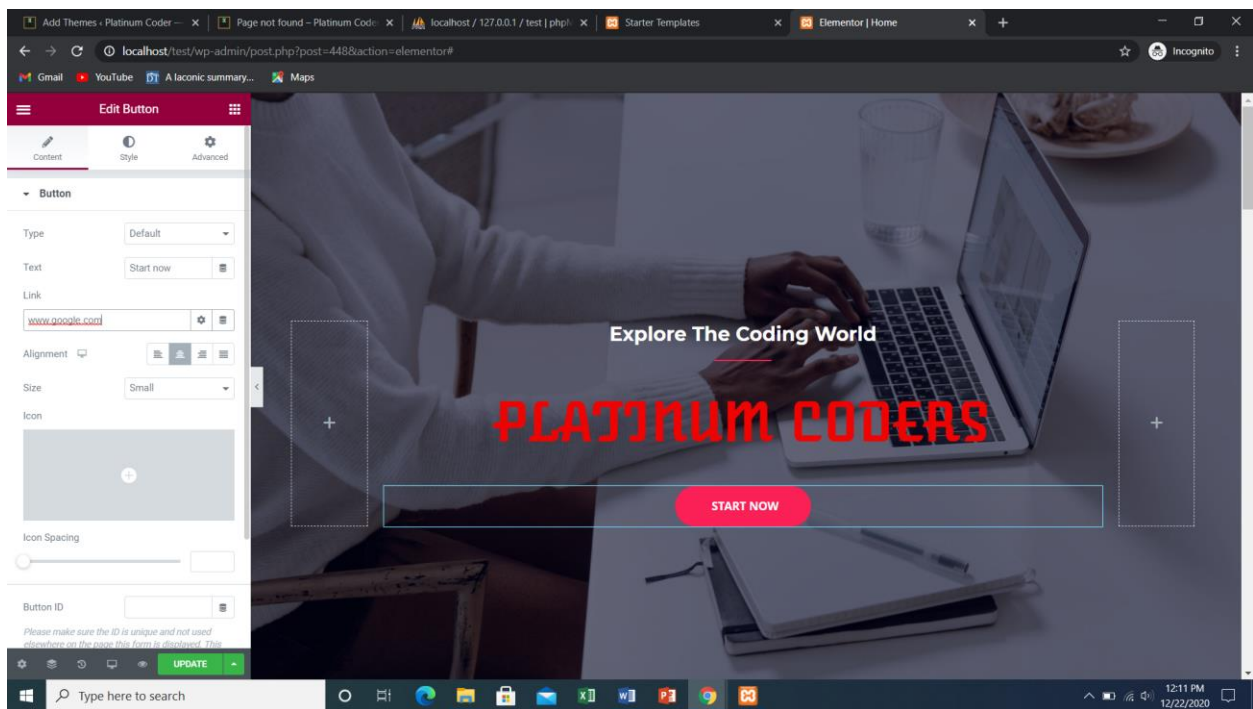 Add Themes ‹ Platinum Coder —
Page not found – Platinum Code
localhost / 127.0.0.1 / test | phpM
Starter Templates
Elementor | Home
localhost/test/wp-admin/post.php?post=448&action=elementor#
Incognito
Gmail
YouTube
A laconic summary...
Maps
Edit Button
Content
Style
Advanced
Button
Type
Default
Text
Start now
Link
www.google.com
Alignment
Size
Small
Icon
Icon Spacing
Button ID
Please make sure the ID is unique and not used
elsewhere on the page this form is displayed. This
UPDATE
Explore The Coding World
PLATINUM CODERS
START NOW
Type here to search
12:11 PM
12/22/2020